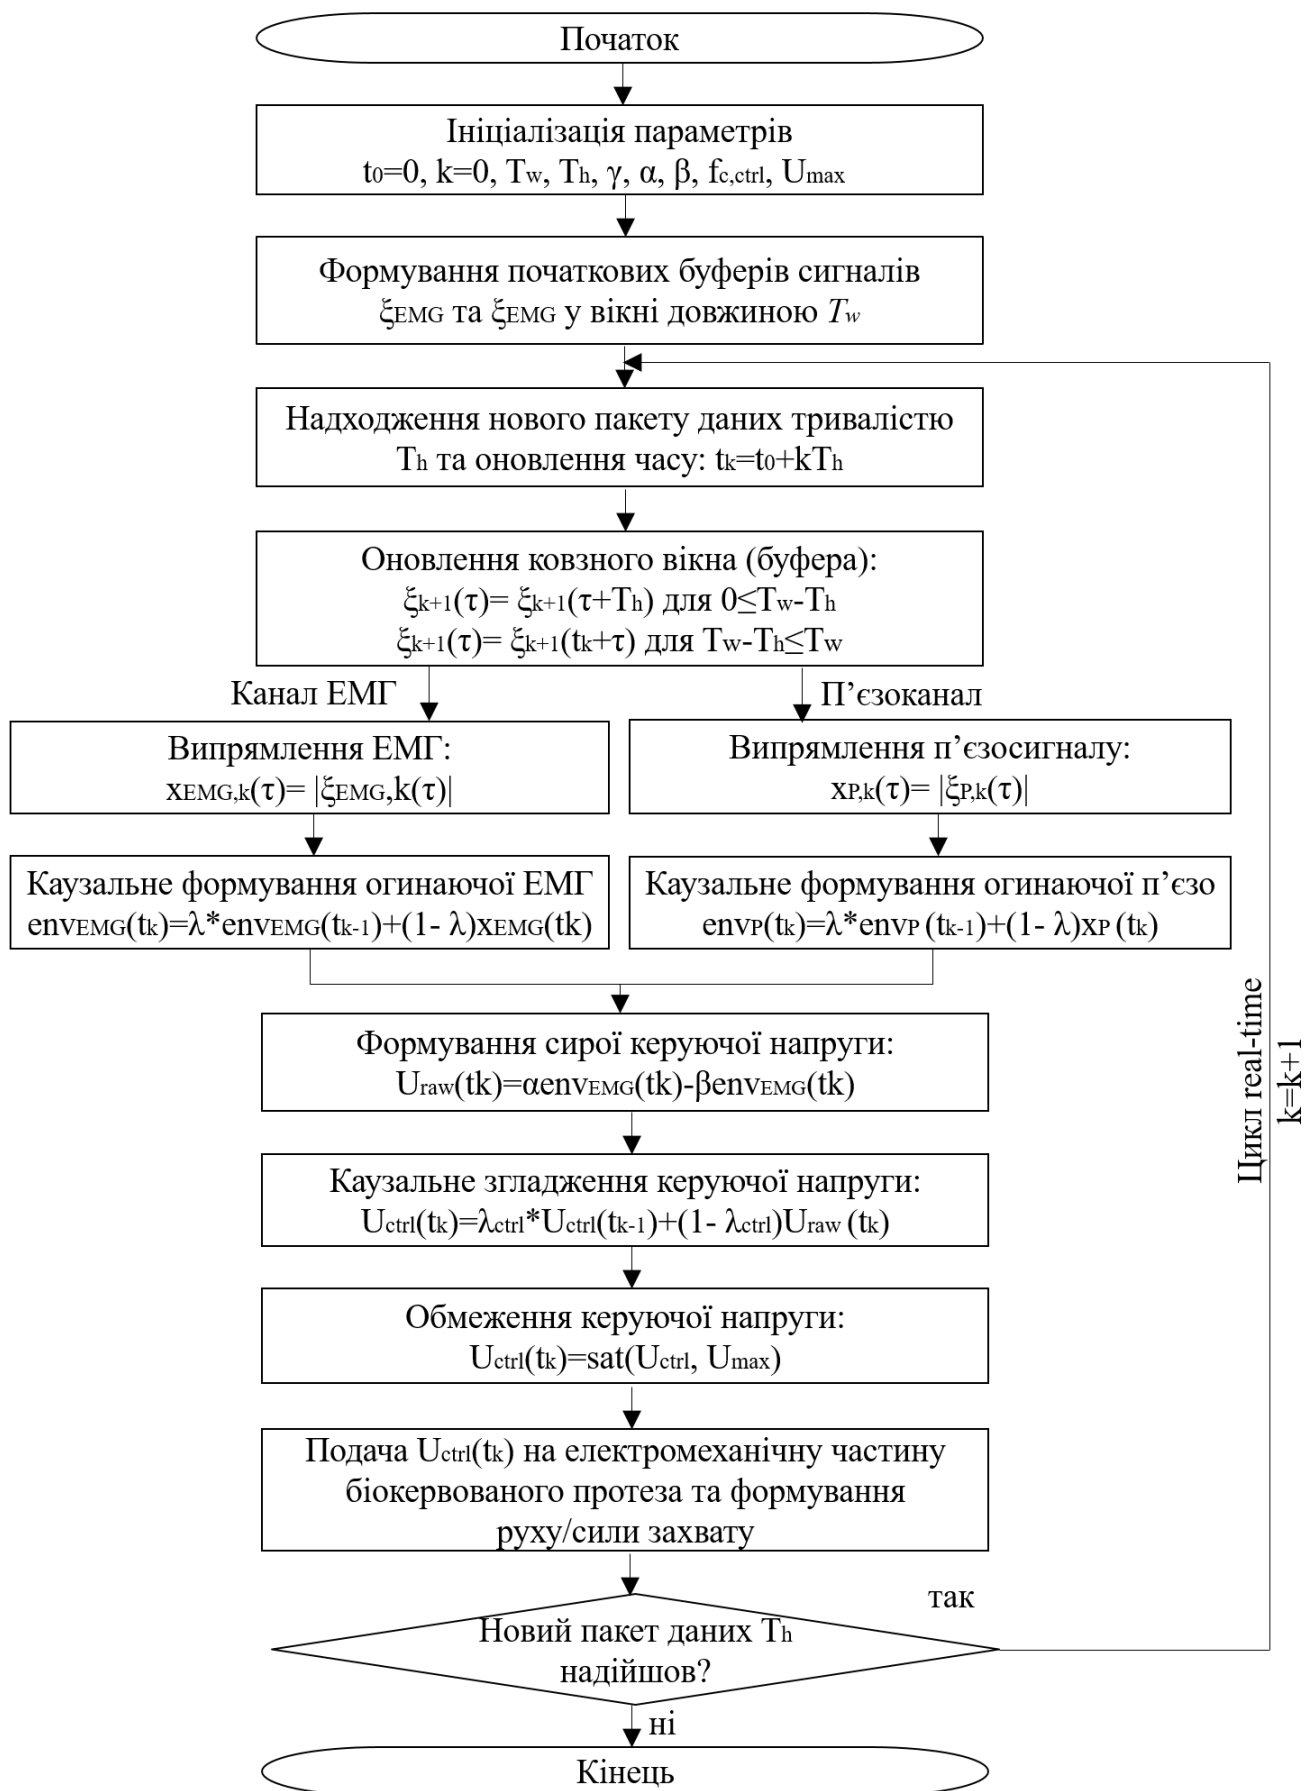 Початок
Ініціалізація параметрів
t0=0, k=0, Tw, Th, γ, α, β, fc,ctrl, Umax
Формування початкових буферів сигналів
ξEMG та ξEMG у вікні довжиною Tw
Надходження нового пакету даних тривалістю
Th та оновлення часу: tk=t0+kTh
Оновлення ковзного вікна (буфера):
ξk+1(τ)= ξk+1(τ+Th) для 0≤Tw-Th
ξk+1(τ)= ξk+1(tk+τ) для Tw-Th≤Tw
Канал ЕМГ
П’єзоканал
Випрямлення ЕМГ:
xEMG,k(τ)= |ξEMG,k(τ)|
Випрямлення п’єзосигналу:
xP,k(τ)= |ξP,k(τ)|
Каузальне формування огинаючої ЕМГ
envEMG(tk)=λ*envEMG(tk-1)+(1- λ)xEMG(tk)
Каузальне формування огинаючої п’єзо
envP(tk)=λ*envP (tk-1)+(1- λ)xP (tk)
Формування сирої керуючої напруги:
Uraw(tk)=αenvEMG(tk)-βenvEMG(tk)
Каузальне згладження керуючої напруги:
Uctrl(tk)=λctrl*Uctrl(tk-1)+(1- λctrl)Uraw (tk)
Обмеження керуючої напруги:
Uctrl(tk)=sat(Uctrl, Umax)
Подача Uctrl(tk) на електромеханічну частину
біокервованого протеза та формування
руху/сили захвату
Новий пакет даних Th
надійшов?
так
ні
Цикл real-time
k=k+1
Кінець